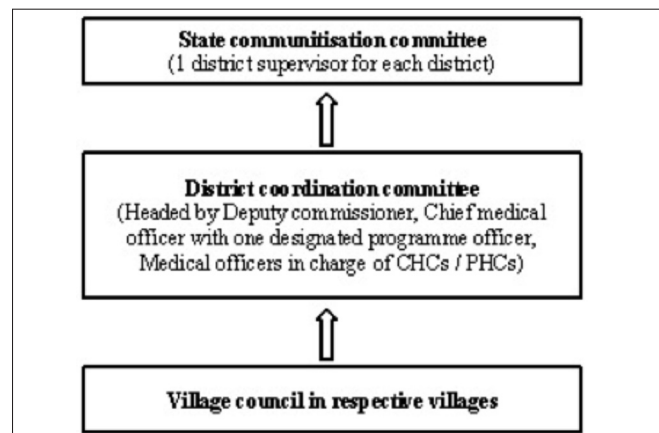 State communitisation committee
(1 district supervisor for each district)
District coordination committee
(Headed by Deputy commissioner, Chief medical
officer with one designated programme officer,
Medical officers in charge of CHCs / PHCs)
Village council in respective villages